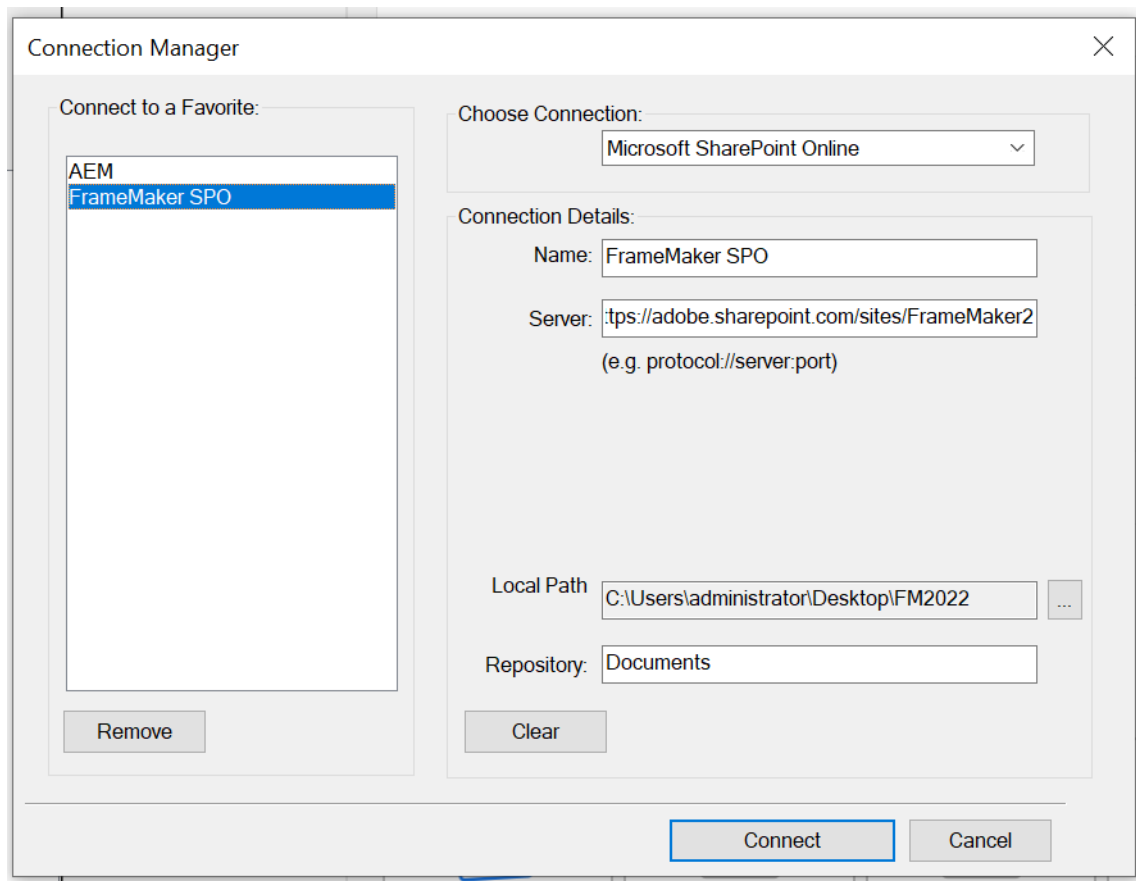 Connection Manager
Connect to a Favorite:
AEM
FrameMaker SPO
Remove
Choose Connection:
Microsoft SharePoint Online
Connection Details:
Name: FrameMaker SPO
Server: :tps://adobe.sharepoint.com/sites/FrameMaker2
(e.g. protocol://server:port)
Local Path C:\Users\administrator\Desktop\FM2022 ...
Repository: Documents
Clear
Connect Cancel